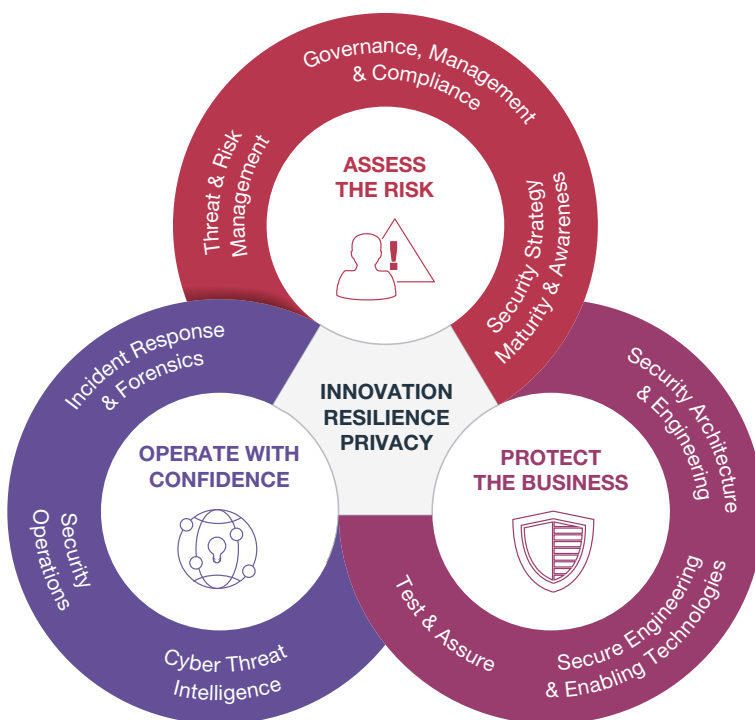 Governance, Management
& Compliance
Threat & Risk
Management
ASSESS
THE RISK
!
Security Strategy
Maturity & Awareness
INNOVATION
RESILIENCE
PRIVACY
Incident Response
& Forensics
OPERATE WITH
CONFIDENCE
Security
Operations
Cyber Threat
Intelligence
Security Architecture
& Engineering
PROTECT
THE BUSINESS
Test & Assure
Secure Engineering
& Enabling Technologies